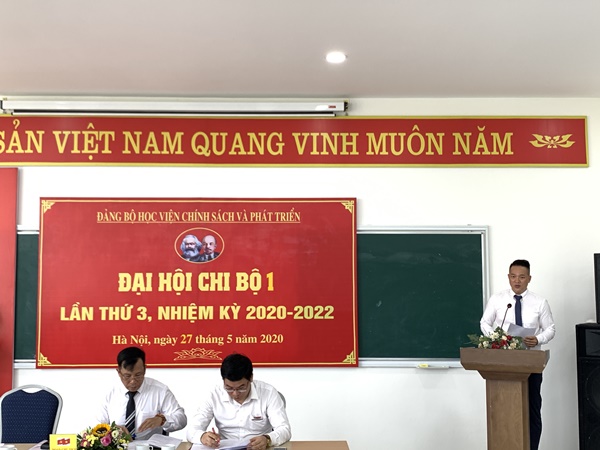 SẢN VIỆT NAM QUANG VINH MUÔN NĂM
ĐẢNG BỘ HỌC VIỆN CHÍNH SÁCH VÀ PHÁT TRIỂN
ĐẠI HỘI CHI BỘ 1
LẦN THỨ 3, NHIỆM KỲ 2020-2022
Hà Nội, ngày 27 tháng 5 năm 2020